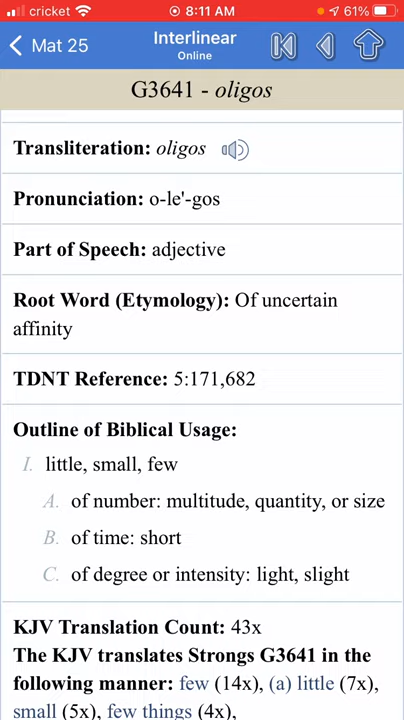 cricket 8:11 AM 61%
Mat 25 Interlinear
Online
G3641 - oligos
Transliteration: oligos
Pronunciation: o-le'-gos
Part of Speech: adjective
Root Word (Etymology): Of uncertain
affinity
TDNT Reference: 5:171,682
Outline of Biblical Usage:
I. little, small, few
A. of number: multitude, quantity, or size
B. of time: short
C. of degree or intensity: light, slight
KJV Translation Count: 43x
The KJV translates Strongs G3641 in the
following manner: few (14x), (a) little (7x),
small (5x), few things (4x),